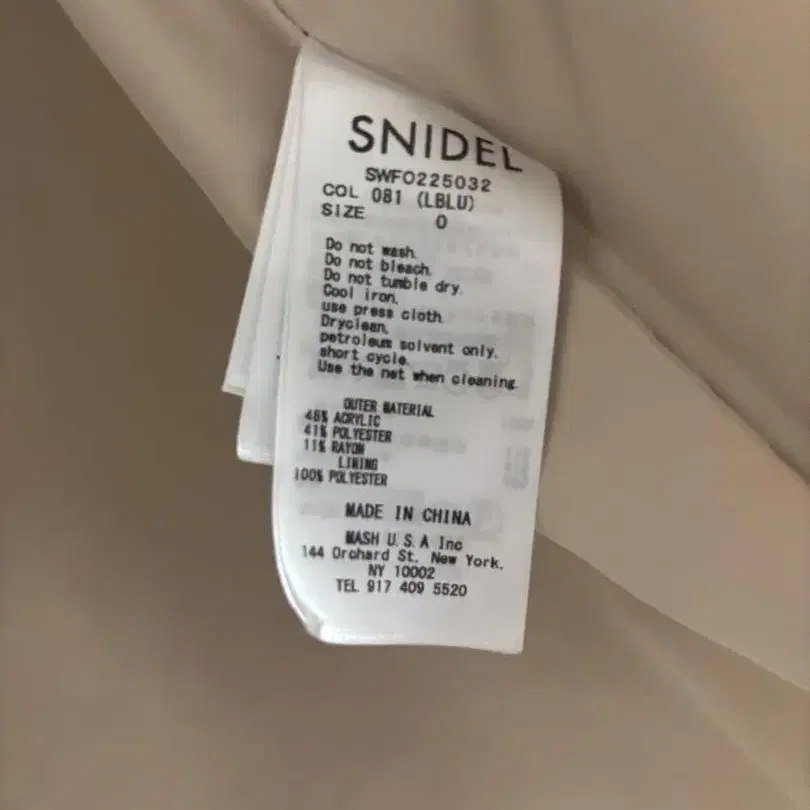 SNIDEL
SWFO225032
COL 081 (LBLU)
SIZE 0
Do not wash.
Do not bleach.
Do not tumble dry.
Cool iron.
use press cloth.
Dryclean,
petroleum solvent only.
short cycle.
Use the net when cleaning.
OUTER MATERIAL
48% ACRYLIC
41% POLYESTER
11% RAYON
LINING
100% POLYESTER
MADE IN CHINA
MASH U.S.A Inc
144 Orchard St. New York,
NY 10002
TEL 917 409 5520